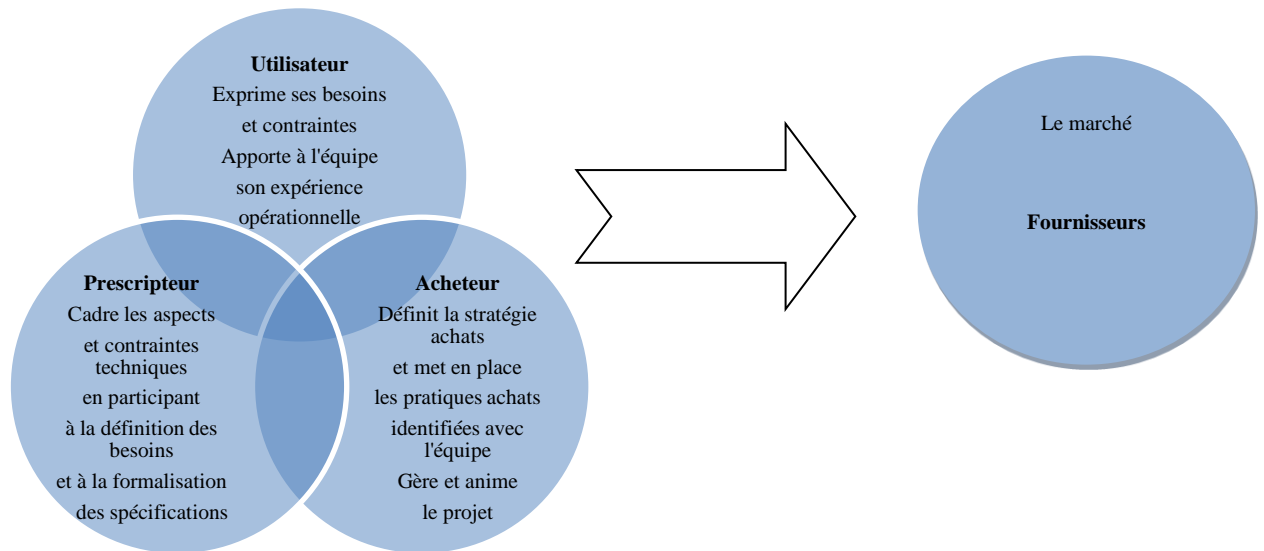 Utilisateur
Exprime ses besoins
et contraintes
Apporte à l'équipe
son expérience
opérationnelle
Prescripteur
Cadre les aspects
et contraintes
techniques
en participant
à la définition des
besoins
et à la formalisation
des spécifications
Acheteur
Définit la stratégie
achats
et met en place
les pratiques achats
identifiées avec
l'équipe
Gère et anime
le projet
Le marché
Fournisseurs